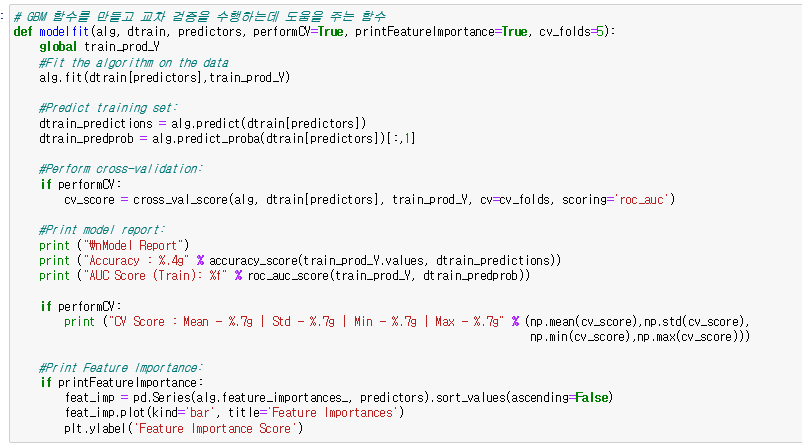 :
# GBM 함수를 만들고 교차 검증을 수행하는데 도움을 주는 함수
def modelfit(alg, dtrain, predictors, performCV=True, printFeatureImportance=True, cv_folds=5):
    global train_prod_Y
    #Fit the algorithm on the data
    alg.fit(dtrain[predictors],train_prod_Y)

    #Predict training set:
    dtrain_predictions = alg.predict(dtrain[predictors])
    dtrain_predprob = alg.predict_proba(dtrain[predictors])[:,1]

    #Perform cross-validation:
    if performCV:
        cv_score = cross_val_score(alg, dtrain[predictors], train_prod_Y, cv=cv_folds, scoring='roc_auc')

    #Print model report:
    print ("₩nModel Report")
    print ("Accuracy : %.4g" % accuracy_score(train_prod_Y.values, dtrain_predictions))
    print ("AUC Score (Train): %f" % roc_auc_score(train_prod_Y, dtrain_predprob))

    if performCV:
        print ("CV Score : Mean - %.7g | Std - %.7g | Min - %.7g | Max - %.7g" % (np.mean(cv_score),np.std(cv_score),
                                                                                 np.min(cv_score),np.max(cv_score)))

    #Print Feature Importance:
    if printFeatureImportance:
        feat_imp = pd.Series(alg.feature_importances_, predictors).sort_values(ascending=False)
        feat_imp.plot(kind='bar', title='Feature Importances')
        plt.ylabel('Feature Importance Score')